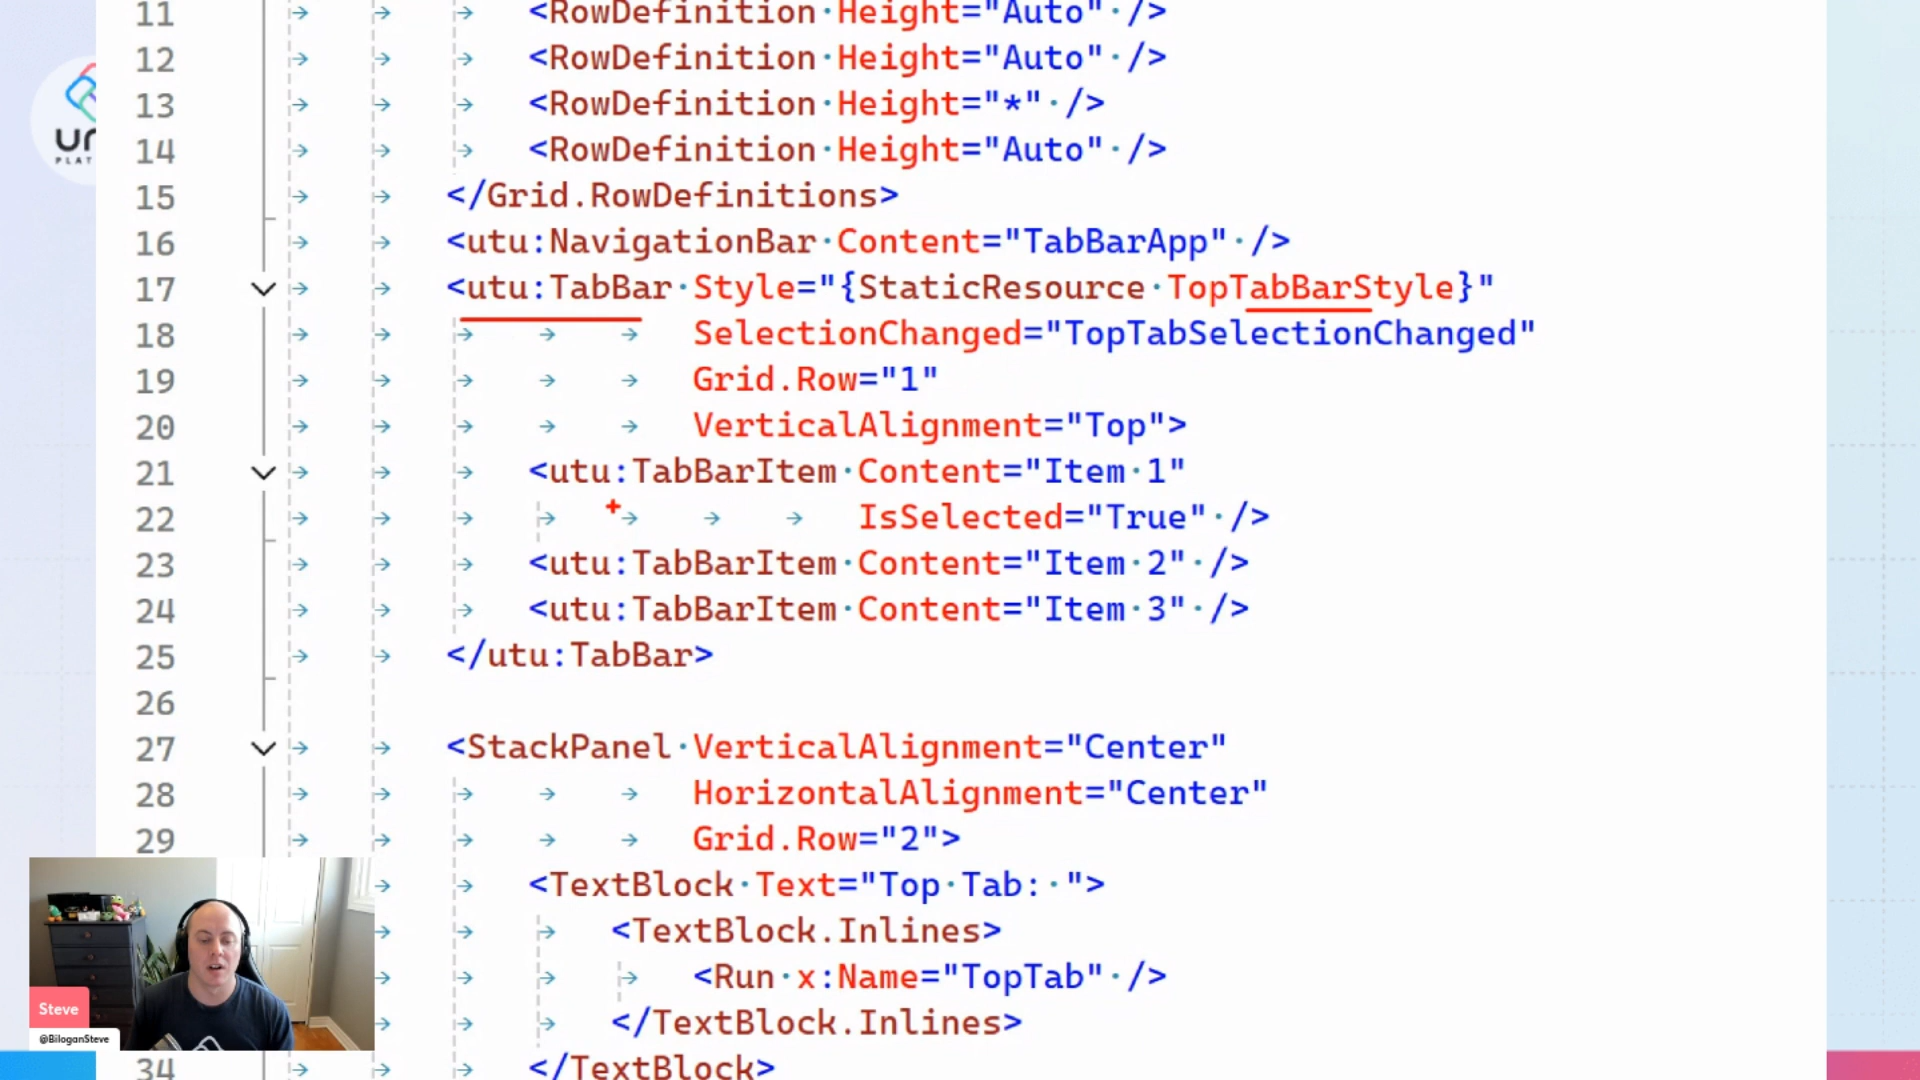 11 <RowDefinition Height="Auto" />
12 <RowDefinition Height="Auto" />
13 <RowDefinition Height="*" />
14 <RowDefinition Height="Auto" />
15 </Grid.RowDefinitions>
16 <utu:NavigationBar Content="TabBarApp" />
17 <utu:TabBar Style="{StaticResource TopTabBarStyle}"
18 SelectionChanged="TopTabSelectionChanged"
19 Grid.Row="1"
20 VerticalAlignment="Top">
21 <utu:TabBarItem Content="Item 1"
22 IsSelected="True" />
23 <utu:TabBarItem Content="Item 2" />
24 <utu:TabBarItem Content="Item 3" />
25 </utu:TabBar>
26
27 <StackPanel VerticalAlignment="Center"
28 HorizontalAlignment="Center"
29 Grid.Row="2">
<TextBlock Text="Top Tab: ">
<TextBlock.Inlines>
<Run x:Name="TopTab" />
</TextBlock.Inlines>
34 </TextBlock>
Steve
@BiloganSteve